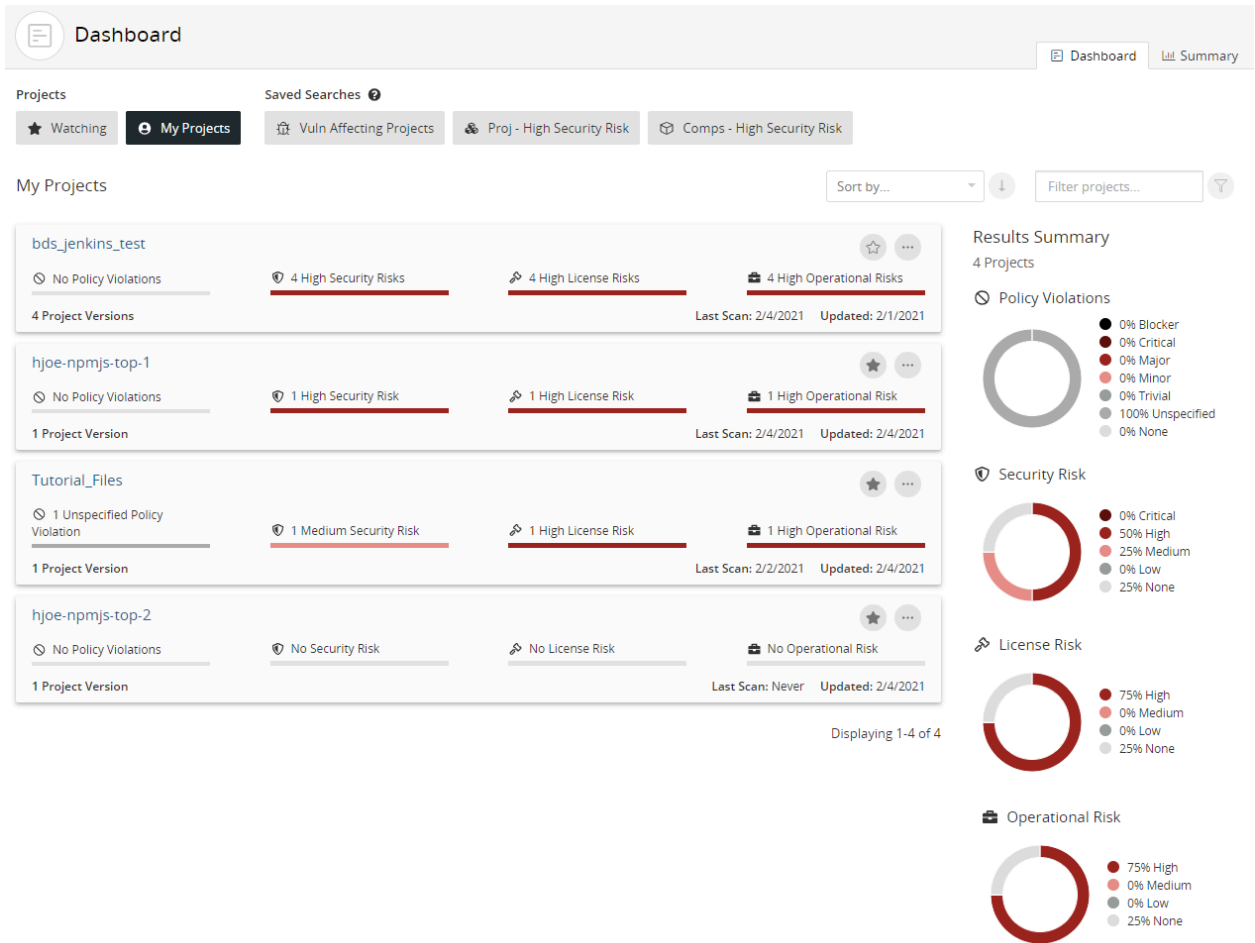 Dashboard
Dashboard
Summary
Projects
Saved Searches
Watching
My Projects
Vuln Affecting Projects
Proj - High Security Risk
Comps - High Security Risk
My Projects
Sort by...
Filter projects...
bds_jenkins_test
No Policy Violations
4 High Security Risks
4 High License Risks
4 High Operational Risks
4 Project Versions
Last Scan: 2/4/2021
Updated: 2/1/2021
hjoe-npmjs-top-1
No Policy Violations
1 High Security Risk
1 High License Risk
1 High Operational Risk
1 Project Version
Last Scan: 2/4/2021
Updated: 2/4/2021
Tutorial_Files
1 Unspecified Policy
Violation
1 Medium Security Risk
1 High License Risk
1 High Operational Risk
1 Project Version
Last Scan: 2/2/2021
Updated: 2/4/2021
hjoe-npmjs-top-2
No Policy Violations
No Security Risk
No License Risk
No Operational Risk
1 Project Version
Last Scan: Never
Updated: 2/4/2021
Displaying 1-4 of 4
Results Summary
4 Projects
Policy Violations
0% Blocker
0% Critical
0% Major
0% Minor
0% Trivial
100% Unspecified
0% None
Security Risk
0% Critical
50% High
25% Medium
0% Low
25% None
License Risk
75% High
0% Medium
0% Low
25% None
Operational Risk
75% High
0% Medium
0% Low
25% None